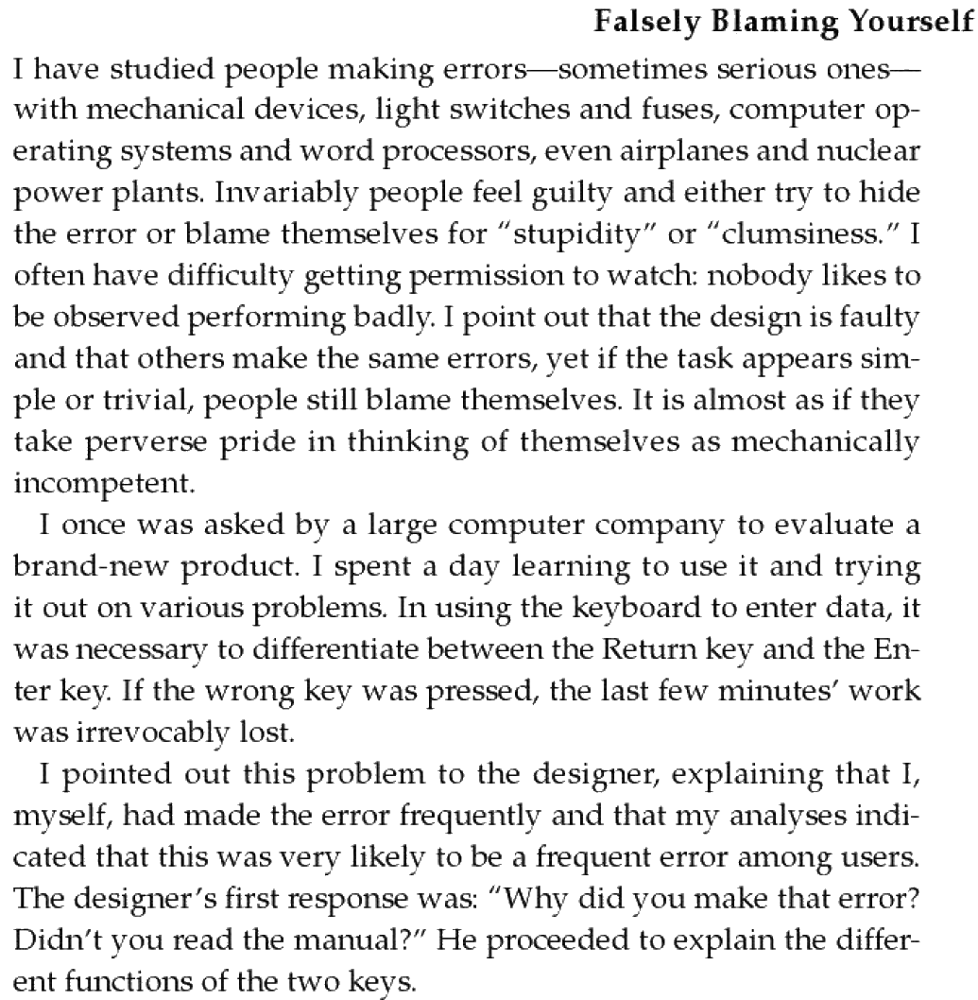 Falsely Blaming Yourself
I have studied people making errors—sometimes serious ones—
with mechanical devices, light switches and fuses, computer op-
erating systems and word processors, even airplanes and nuclear
power plants. Invariably people feel guilty and either try to hide
the error or blame themselves for “stupidity” or “clumsiness.” I
often have difficulty getting permission to watch: nobody likes to
be observed performing badly. I point out that the design is faulty
and that others make the same errors, yet if the task appears sim-
ple or trivial, people still blame themselves. It is almost as if they
take perverse pride in thinking of themselves as mechanically
incompetent.
I once was asked by a large computer company to evaluate a
brand-new product. I spent a day learning to use it and trying
it out on various problems. In using the keyboard to enter data, it
was necessary to differentiate between the Return key and the En-
ter key. If the wrong key was pressed, the last few minutes’ work
was irrevocably lost.
I pointed out this problem to the designer, explaining that I,
myself, had made the error frequently and that my analyses indi-
cated that this was very likely to be a frequent error among users.
The designer’s first response was: “Why did you make that error?
Didn’t you read the manual?” He proceeded to explain the differ-
ent functions of the two keys.